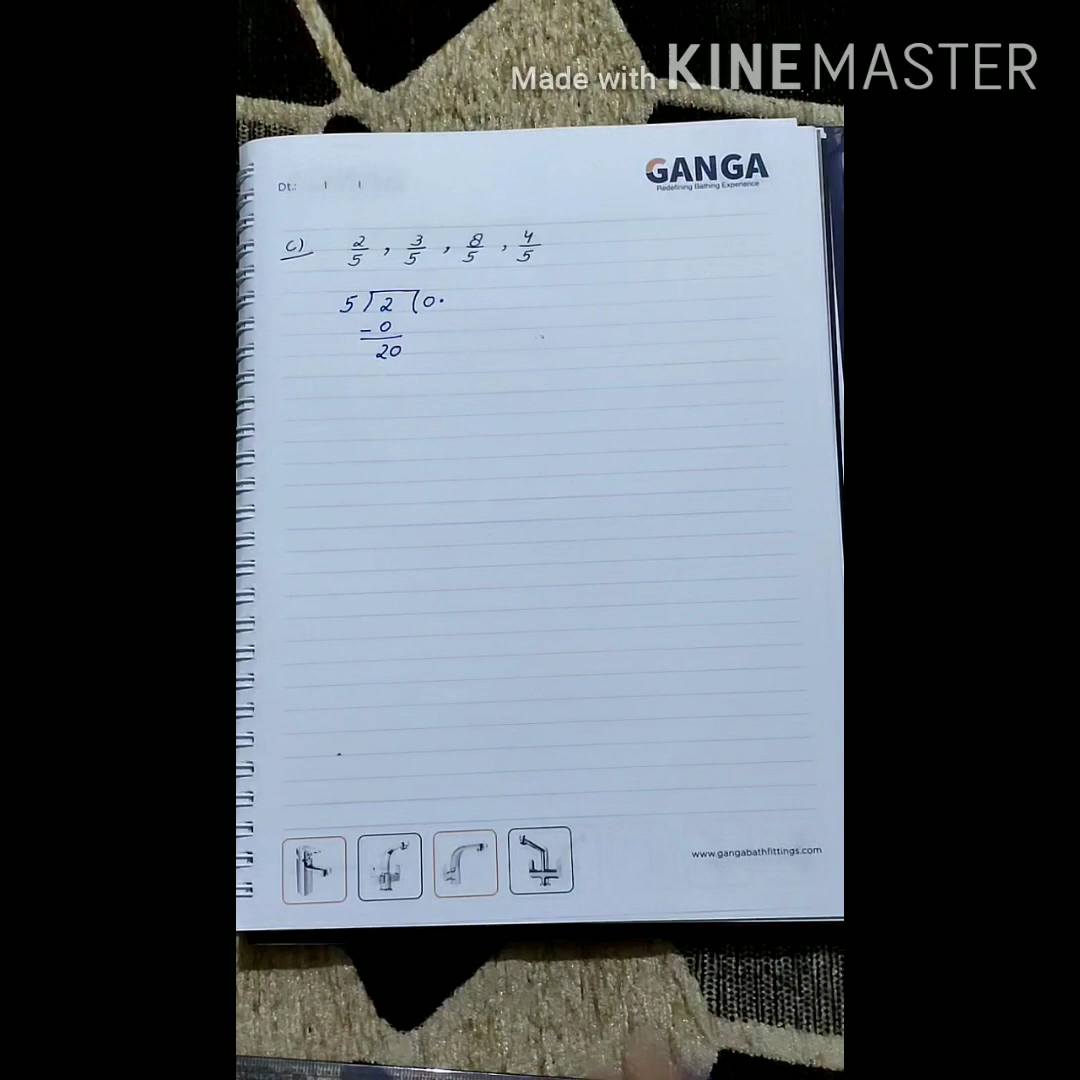 Made with KINEMASTER
GANGA
Redefining Bathing Experience
Dt.: | |
C) 2/5 , 3/5 , 8/5 , 4/5
5 ) 2 ( 0.
- 0
20
www.gangabathfittings.com